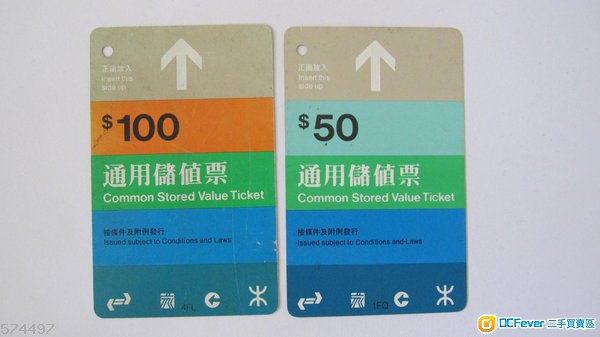 正面放入
Insert this
side up
$100
通用儲值票
Common Stored Value Ticket
按條件及附例發行
Issued subject to Conditions and Laws
4FL
正面放入
Insert this
side up
$50
通用儲值票
Common Stored Value Ticket
按條件及附例發行
Issued subject to Conditions and Laws
1FQ
574497
DCFever 二手買賣區